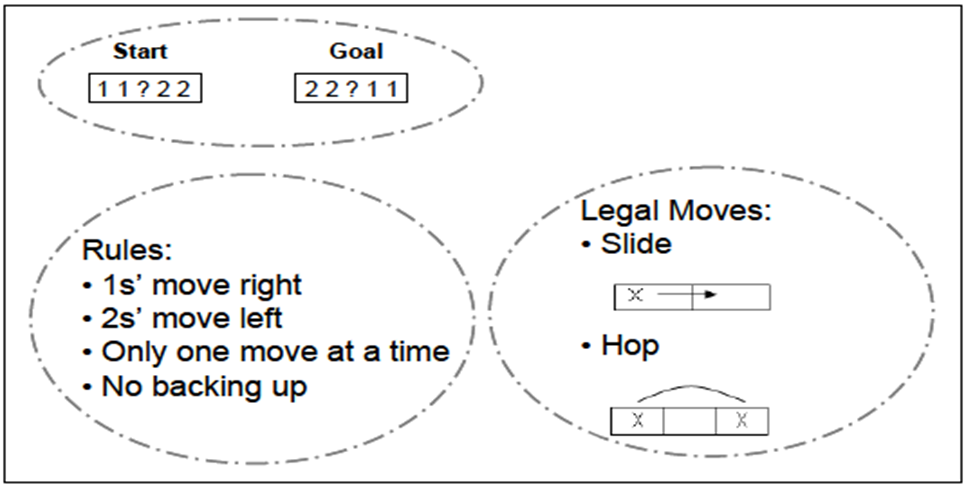 Start
Goal
1 1 ? 2 2
2 2 ? 1 1
Rules:
• 1s' move right
• 2s' move left
• Only one move at a time
• No backing up
Legal Moves:
• Slide
X
• Hop
X X